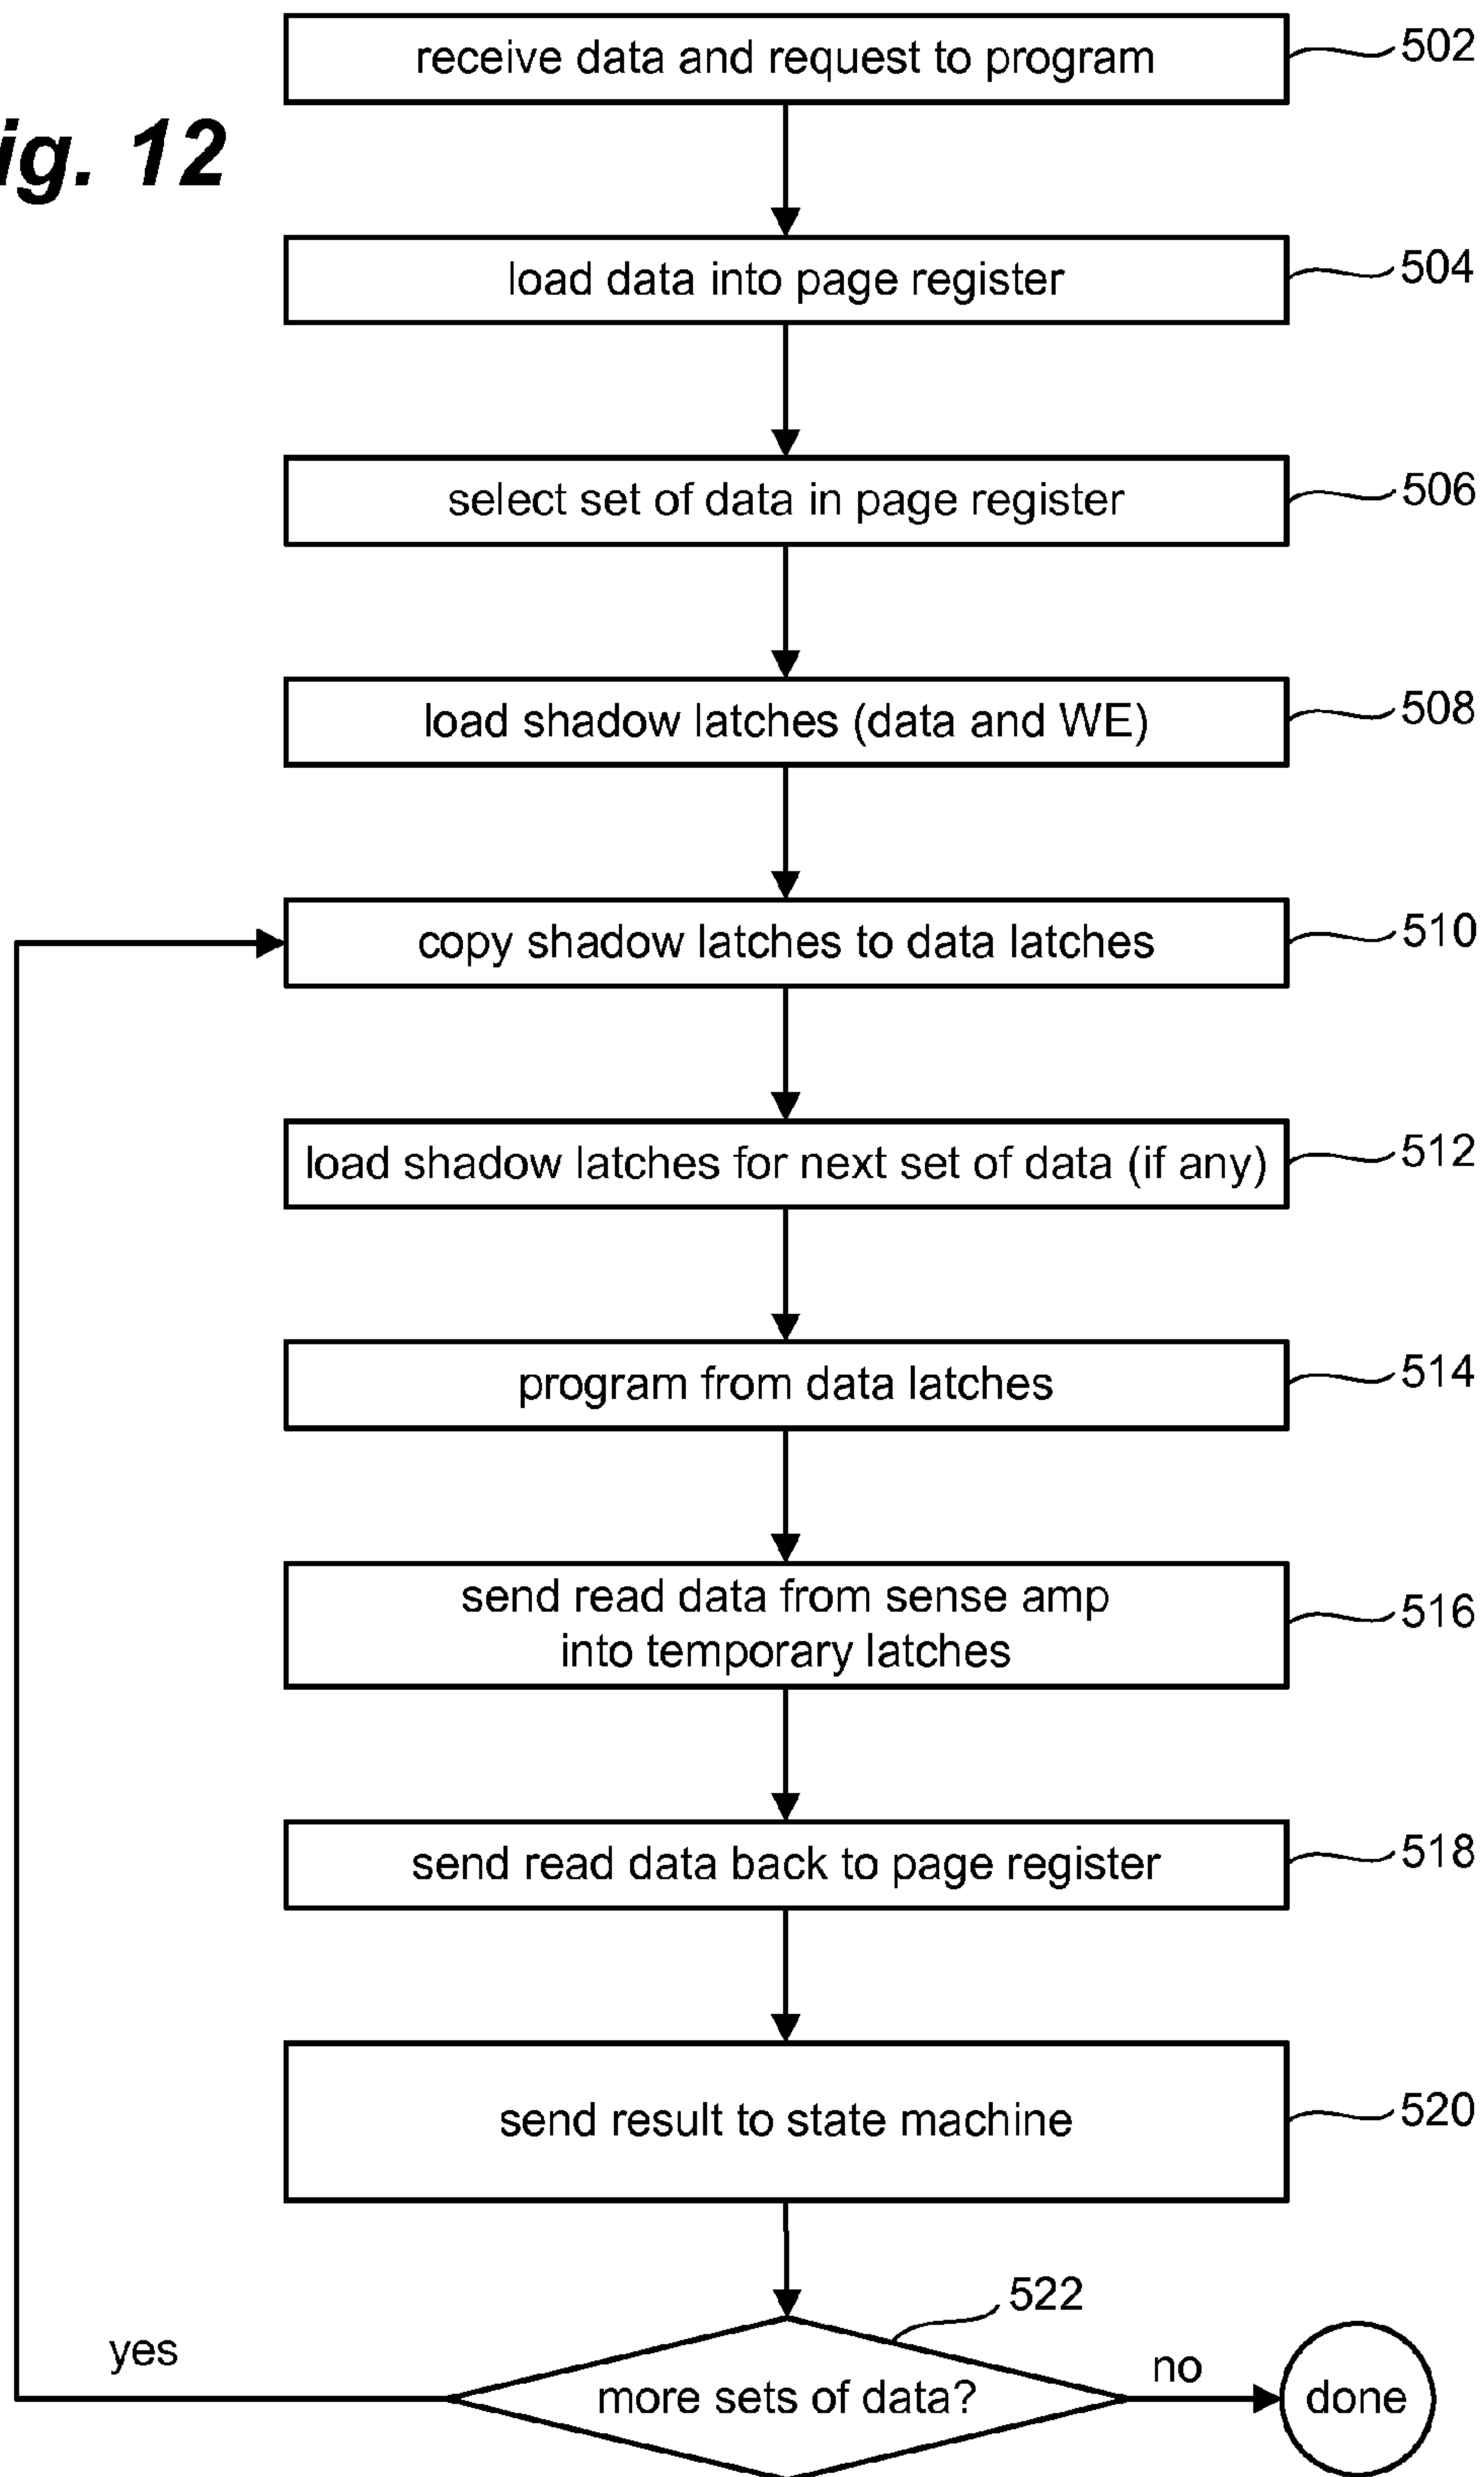 receive data and request to program
502
ig. 12
load data into page register
504
select set of data in page register
506
load shadow latches (data and WE)
508
copy shadow latches to data latches
510
load shadow latches for next set of data (if any)
512
program from data latches
514
send read data from sense amp
into temporary latches
516
send read data back to page register
518
send result to state machine
520
522
yes
more sets of data?
no
done